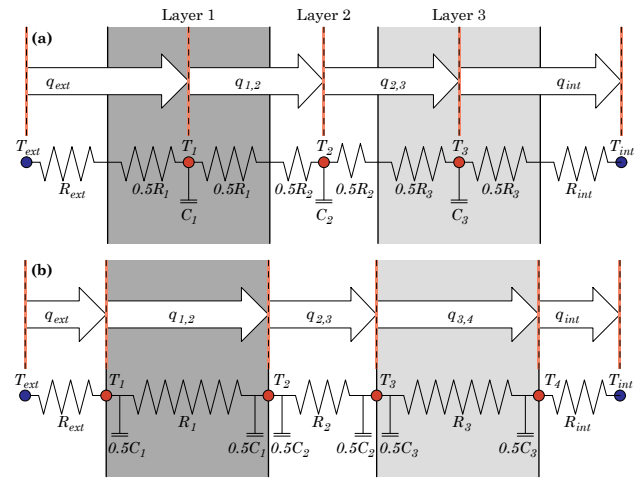 Layer 1 Layer 2 Layer 3
(a)
q_ext q_1,2 q_2,3 q_int
T_ext T_1 T_2 T_3 T_int
R_ext 0.5R_1 0.5R_1 0.5R_2 0.5R_2 0.5R_3 0.5R_3 R_int
C_1 C_2 C_3
(b)
q_ext q_1,2 q_2,3 q_3,4 q_int
T_ext T_1 T_2 T_3 T_4 T_int
R_ext R_1 R_2 R_3 R_int
0.5C_1 0.5C_1 0.5C_2 0.5C_2 0.5C_3 0.5C_3